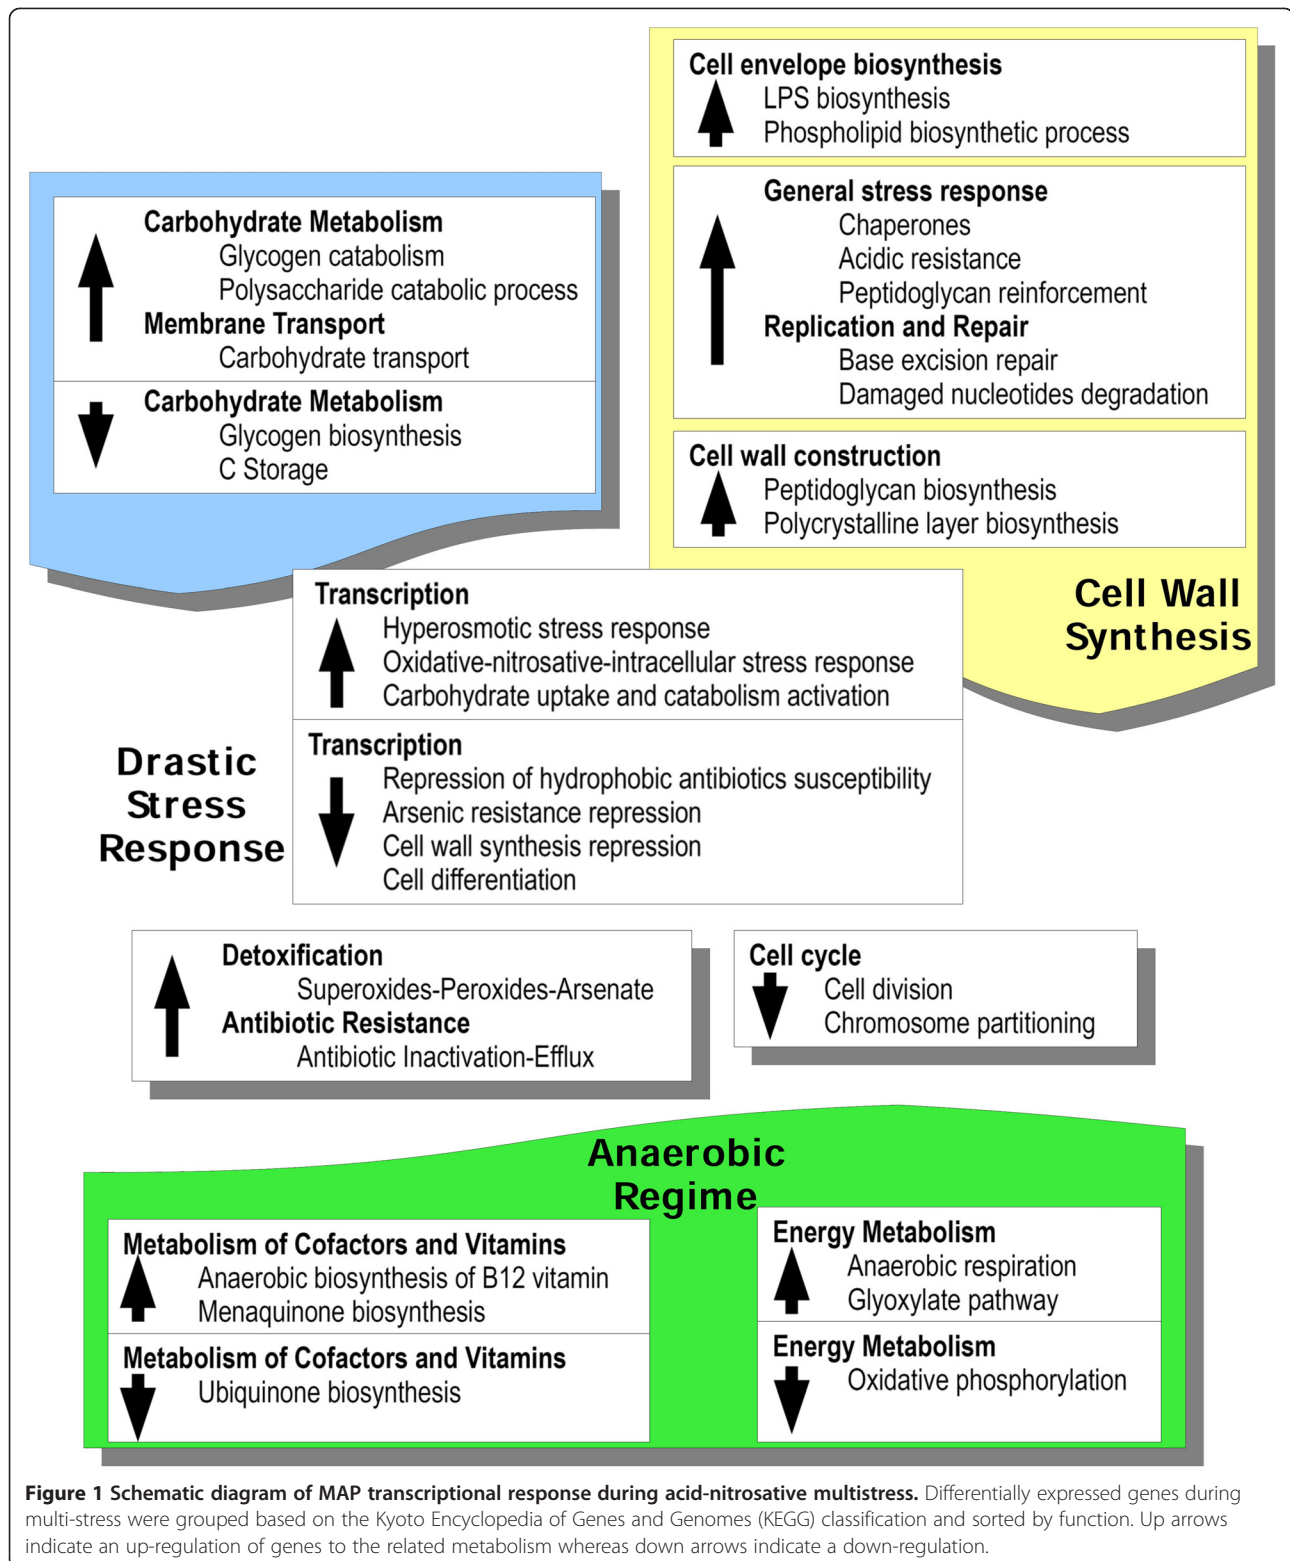 Cell envelope biosynthesis
LPS biosynthesis
Phospholipid biosynthetic process
General stress response
Chaperones
Acidic resistance
Peptidoglycan reinforcement
Replication and Repair
Base excision repair
Damaged nucleotides degradation
Cell wall construction
Peptidoglycan biosynthesis
Polycrystalline layer biosynthesis
Cell Wall
Synthesis
Carbohydrate Metabolism
Glycogen catabolism
Polysaccharide catabolic process
Membrane Transport
Carbohydrate transport
Carbohydrate Metabolism
Glycogen biosynthesis
C Storage
Transcription
Hyperosmotic stress response
Oxidative-nitrosative-intracellular stress response
Carbohydrate uptake and catabolism activation
Transcription
Repression of hydrophobic antibiotics susceptibility
Arsenic resistance repression
Cell wall synthesis repression
Cell differentiation
Drastic
Stress
Response
Detoxification
Superoxides-Peroxides-Arsenate
Antibiotic Resistance
Antibiotic Inactivation-Efflux
Cell cycle
Cell division
Chromosome partitioning
Anaerobic
Regime
Metabolism of Cofactors and Vitamins
Anaerobic biosynthesis of B12 vitamin
Menaquinone biosynthesis
Metabolism of Cofactors and Vitamins
Ubiquinone biosynthesis
Energy Metabolism
Anaerobic respiration
Glyoxylate pathway
Energy Metabolism
Oxidative phosphorylation
Figure 1 Schematic diagram of MAP transcriptional response during acid-nitrosative multistress. Differentially expressed genes during
multi-stress were grouped based on the Kyoto Encyclopedia of Genes and Genomes (KEGG) classification and sorted by function. Up arrows
indicate an up-regulation of genes to the related metabolism whereas down arrows indicate a down-regulation.